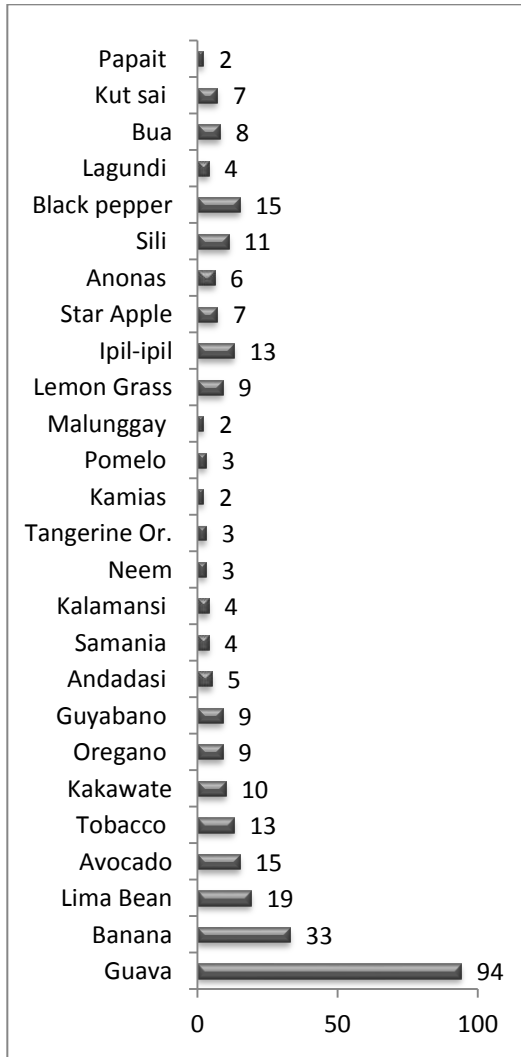 Papait 2
Kut sai 7
Bua 8
Lagundi 4
Black pepper 15
Sili 11
Anonas 6
Star Apple 7
Ipil-ipil 13
Lemon Grass 9
Malunggay 2
Pomelo 3
Kamias 2
Tangerine Or. 3
Neem 3
Kalamansi 4
Samania 4
Andadasi 5
Guyabano 9
Oregano 9
Kakawate 10
Tobacco 13
Avocado 15
Lima Bean 19
Banana 33
Guava 94
0 50 100